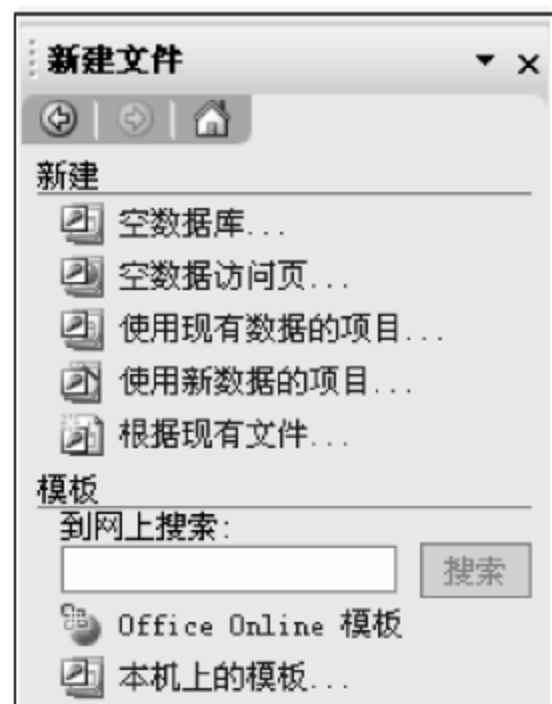 新建文件
新建
空数据库...
空数据访问页...
使用现有数据的项目...
使用新数据的项目...
根据现有文件...
模板
到网上搜索:
搜索
Office Online 模板
本机上的模板...